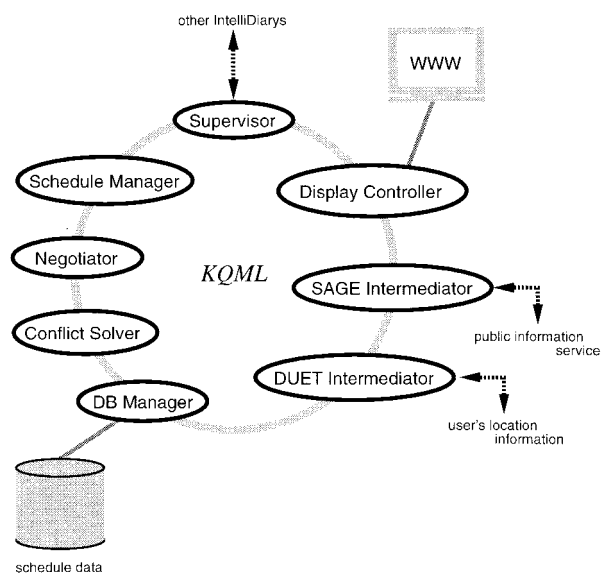 other IntelliDiarys
WWW
Supervisor
Schedule Manager
Display Controller
Negotiator
KQML
SAGE Intermediator
Conflict Solver
public information
service
DUET Intermediator
DB Manager
user's location
information
schedule data